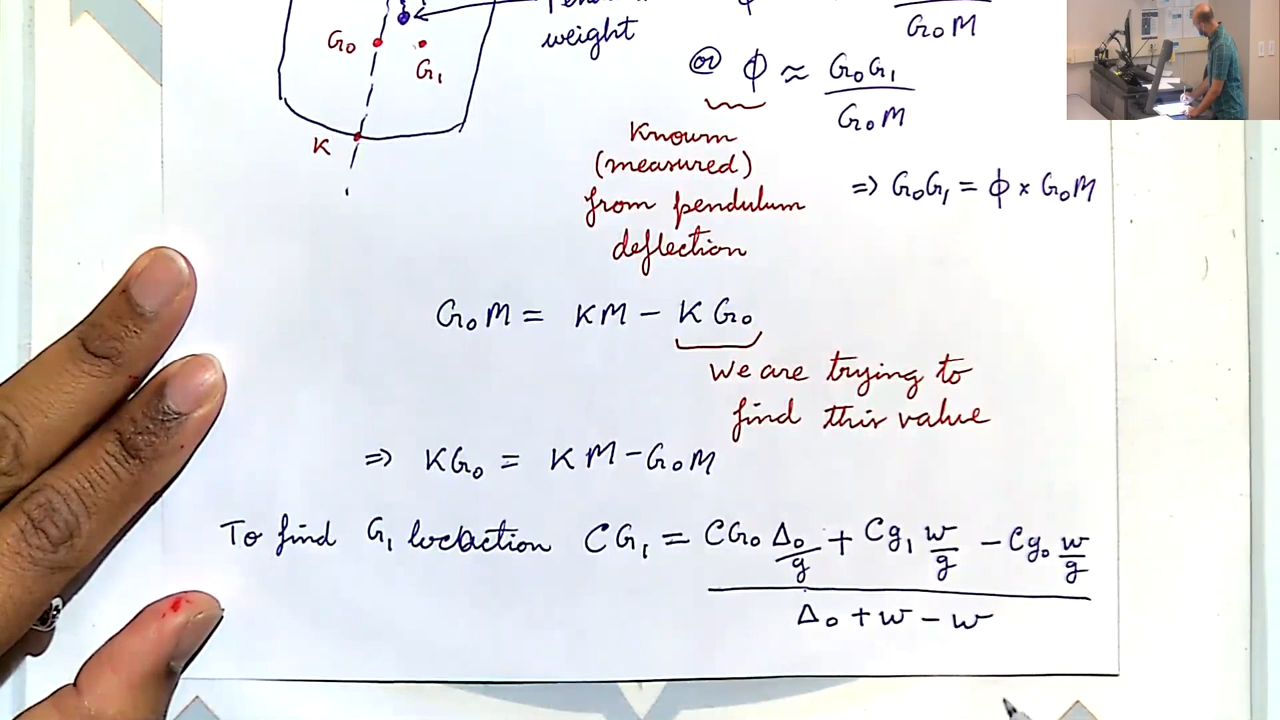 weight
G₀
G₁
K
φ
G₀M
or φ ≈ G₀G₁ / G₀M
Known
(measured)
from pendulum
deflection
=> G₀G₁ = φ × G₀M
G₀M = KM - KG₀
we are trying to
find this value
=> KG₀ = KM - G₀M
To find G₁ location CG₁ = CG₀ Δ₀/g + Cg₁ w/g - Cg₀ w/g
Δ₀ + w - w